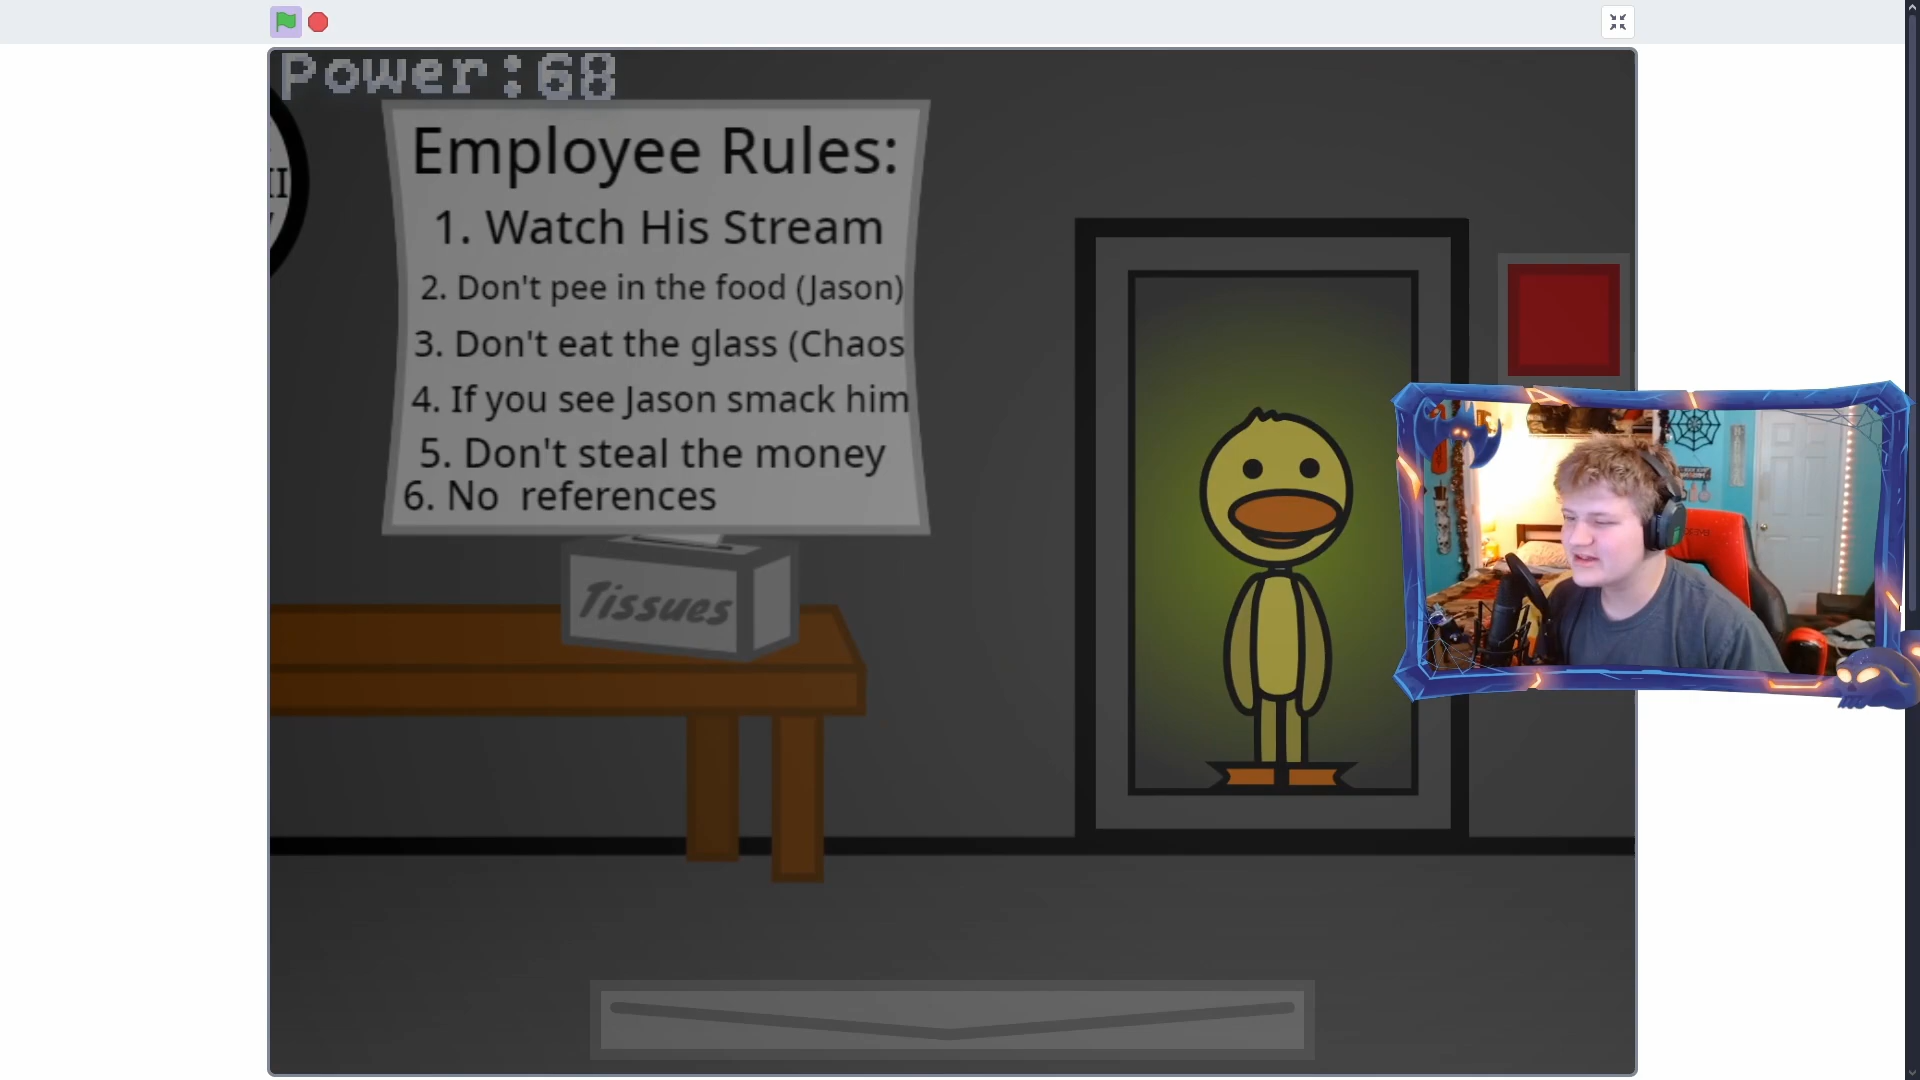 Power:68
Employee Rules:
1. Watch His Stream
2. Don't pee in the food (Jason)
3. Don't eat the glass (Chaos
4. If you see Jason smack him
5. Don't steal the money
6. No references
Tissues